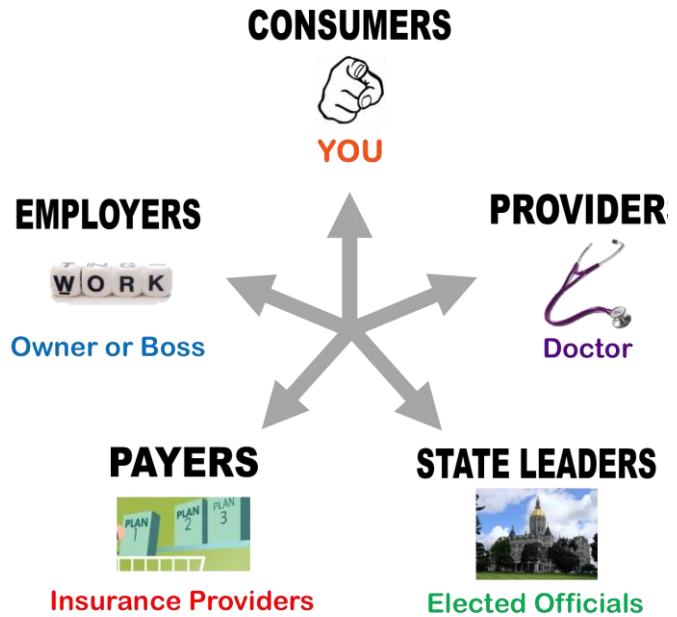 CONSUMERS
YOU
EMPLOYERS
PROVIDERS
WORK
Owner or Boss
Doctor
PAYERS
STATE LEADERS
PLAN 1
PLAN 2
PLAN 3
Insurance Providers
Elected Officials